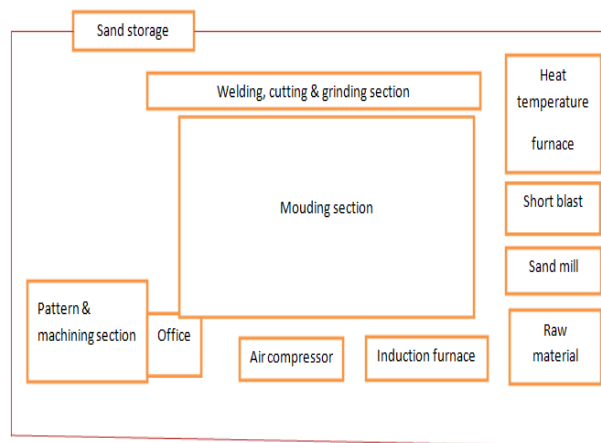 Sand storage
Welding, cutting & grinding section
Heat
temperature
furnace
Mouding section
Short blast
Sand mill
Pattern &
machining section
Office
Air compressor
Induction furnace
Raw
material